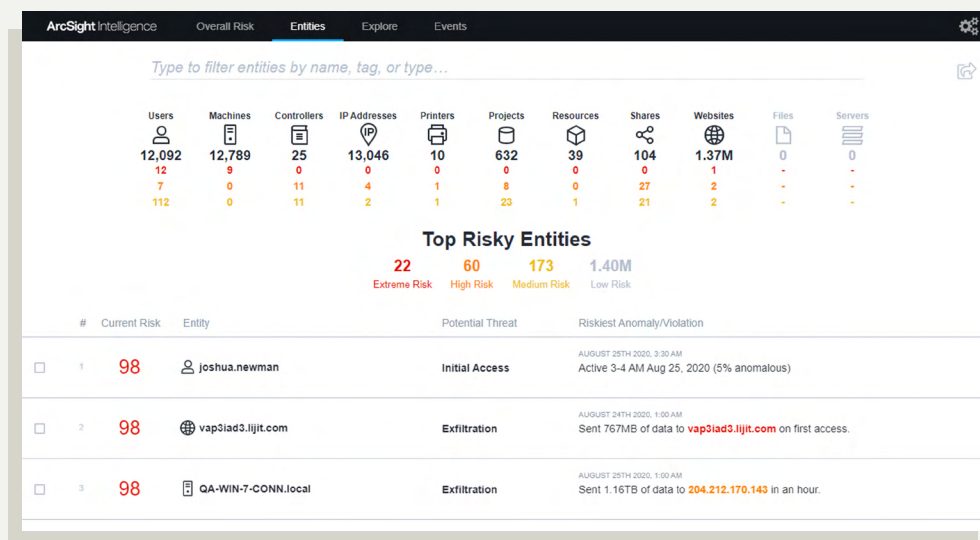 ArcSight Intelligence Overall Risk Entities Explore Events
Type to filter entities by name, tag, or type...
Users Machines Controllers IP Addresses Printers Projects Resources Shares Websites Files Servers
IP
12,092 12,789 25 13,046 10 632 39 104 1.37M 0 0
12 9 0 0 0 0 0 0 1 - -
7 0 11 4 1 8 0 27 2 - -
112 0 11 2 1 23 1 21 2 - -
Top Risky Entities
22 60 173 1.40M
Extreme Risk High Risk Medium Risk Low Risk
# Current Risk Entity Potential Threat Riskiest Anomaly/Violation
AUGUST 25TH 2020, 3:30 AM
1 98 joshua.newman Initial Access Active 3-4 AM Aug 25, 2020 (5% anomalous)
AUGUST 24TH 2020, 1:00 AM
2 98 vap3iad3.lijit.com Exfiltration Sent 767MB of data to vap3iad3.lijit.com on first access.
AUGUST 25TH 2020, 1:00 AM
3 98 QA-WIN-7-CONN.local Exfiltration Sent 1.16TB of data to 204.212.170.143 in an hour.